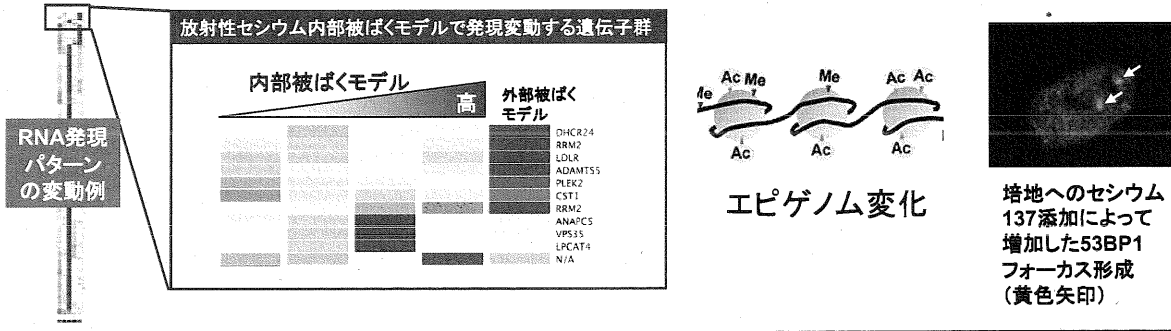 放射性セシウム内部被ばくモデルで発現変動する遺伝子群
内部被ばくモデル
高
外部被ばく
モデル
RNA発現
パターン
の変動例
DHCR24
RRM2
LDLR
ADAMTS5
PLEK2
CST1
RRM2
ANAPC5
VPS35
LPCAT4
N/A
Me
Ac Me
Me
Ac Ac
Ac
Ac
Ac
エピゲノム変化
培地へのセシウム
137添加によって
増加した53BP1
フォーカス形成
(黄色矢印)